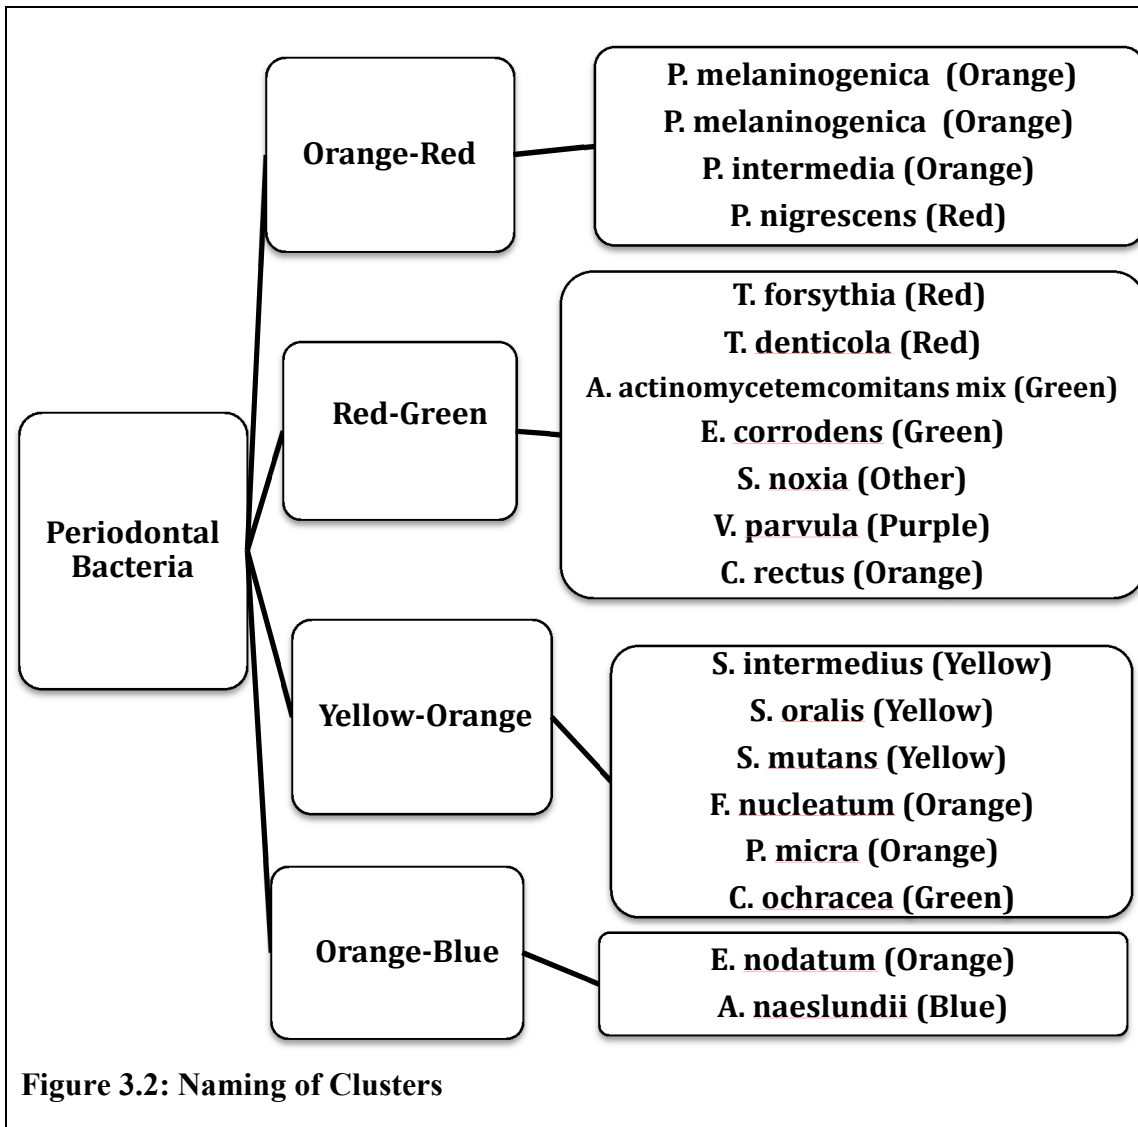 Periodontal
Bacteria
Orange-Red
P. melaninogenica (Orange)
P. melaninogenica (Orange)
P. intermedia (Orange)
P. nigrescens (Red)
Red-Green
T. forsythia (Red)
T. denticola (Red)
A. actinomycetemcomitans mix (Green)
E. corrodens (Green)
S. noxia (Other)
V. parvula (Purple)
C. rectus (Orange)
Yellow-Orange
S. intermedius (Yellow)
S. oralis (Yellow)
S. mutans (Yellow)
F. nucleatum (Orange)
P. micra (Orange)
C. ochracea (Green)
Orange-Blue
E. nodatum (Orange)
A. naeslundii (Blue)
Figure 3.2: Naming of Clusters